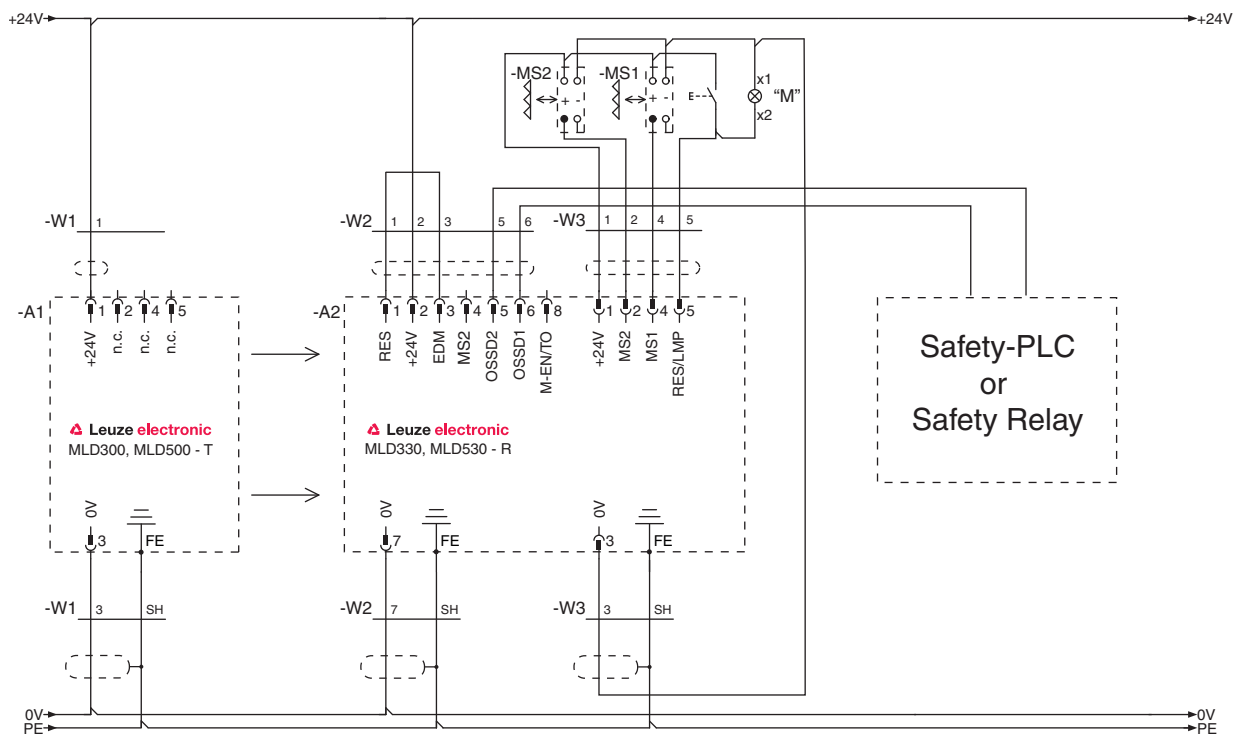 +24V +24V
-MS2 -MS1 x1 "M"
+ - + - E x2
-W1 1 -W2 1 2 3 5 6 -W3 1 2 4 5
-A1 1 2 4 5 -A2 1 2 3 4 5 6 8 1 2 4 5
+24V n.c. n.c. n.c. RES +24V EDM MS2 OSSD2 OSSD1 M-EN/TO +24V MS2 MS1 RES/LMP
Safety-PLC
or
Safety Relay
Leuze electronic Leuze electronic
MLD300, MLD500 - T MLD330, MLD530 - R
0V 0V 0V
3 FE 7 FE 3 FE
-W1 3 SH -W2 7 SH -W3 3 SH
0V 0V
PE PE